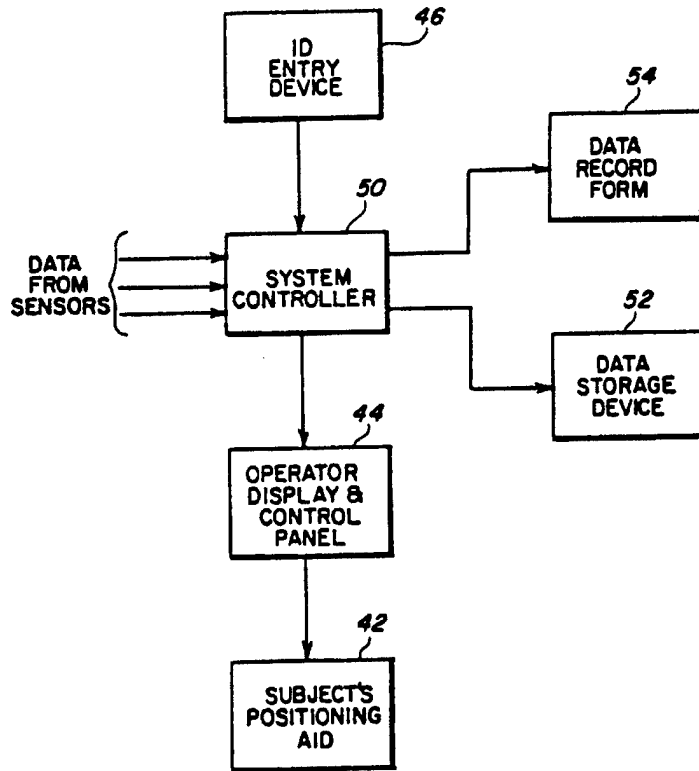 46
ID
ENTRY
DEVICE
54
DATA
RECORD
FORM
50
SYSTEM
CONTROLLER
DATA
FROM
SENSORS
52
DATA
STORAGE
DEVICE
44
OPERATOR
DISPLAY &
CONTROL
PANEL
42
SUBJECT'S
POSITIONING
AID